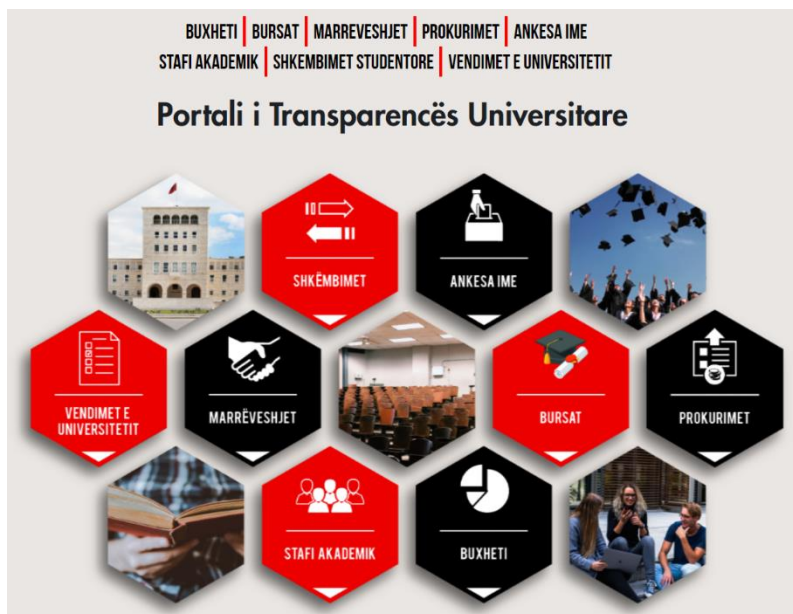 BUXHETI | BURSAT | MARREVESHJET | PROKURIMET | ANKESA IME
STAFI AKADEMIK | SHKEMBIMET STUDENTORE | VENDIMET E UNIVERSITETIT
Portali i Transparencës Universitare
SHKËMBIMET
ANKESA IME
VENDIMET E
UNIVERSITETIT
MARRËVESHJET
BURSAT
PROKURIMET
STAFI AKADEMIK
BUXHETI